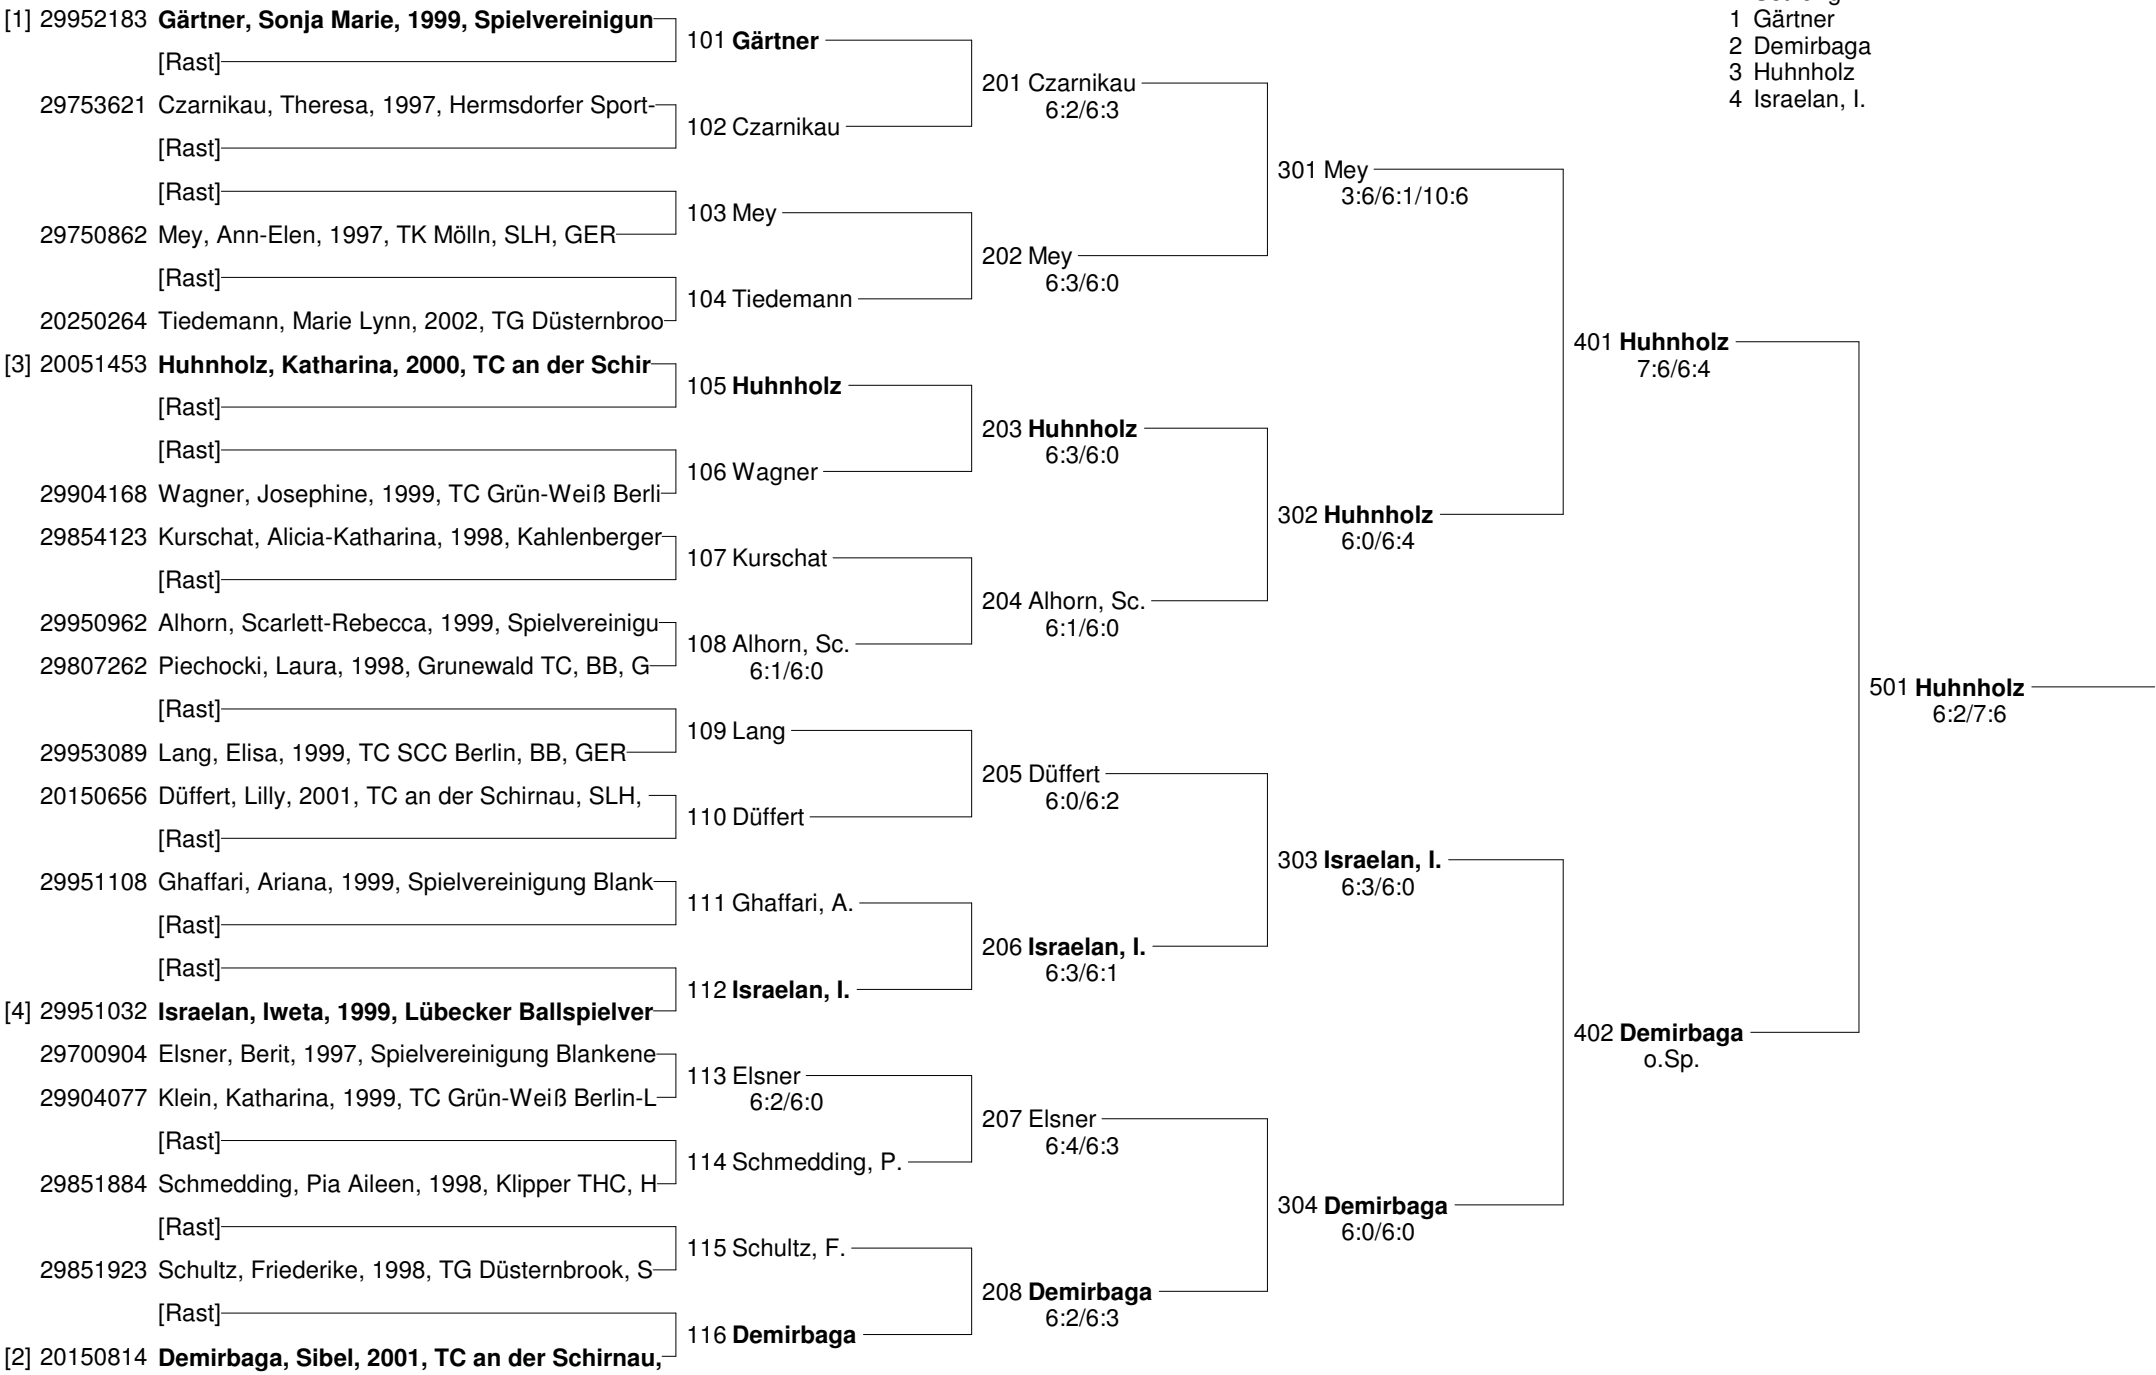 1 Gärtner
2 Demirbaga
3 Huhnholz
4 Israelan, I.
[1] 29952183 Gärtner, Sonja Marie, 1999, Spielvereinigun
[Rast]
29753621 Czarnikau, Theresa, 1997, Hermsdorfer Sport-
[Rast]
[Rast]
29750862 Mey, Ann-Elen, 1997, TK Mölln, SLH, GER
[Rast]
20250264 Tiedemann, Marie Lynn, 2002, TG Düsternbroo
[3] 20051453 Huhnholz, Katharina, 2000, TC an der Schir
[Rast]
[Rast]
29904168 Wagner, Josephine, 1999, TC Grün-Weiß Berli
29854123 Kurschat, Alicia-Katharina, 1998, Kahlenberger
[Rast]
29950962 Alhorn, Scarlett-Rebecca, 1999, Spielvereinigu
29807262 Piechocki, Laura, 1998, Grunewald TC, BB, G
[Rast]
29953089 Lang, Elisa, 1999, TC SCC Berlin, BB, GER
20150656 Düffert, Lilly, 2001, TC an der Schirnau, SLH,
[Rast]
29951108 Ghaffari, Ariana, 1999, Spielvereinigung Blank
[Rast]
[Rast]
[4] 29951032 Israelan, Iweta, 1999, Lübecker Ballspielver
29700904 Elsner, Berit, 1997, Spielvereinigung Blankene
29904077 Klein, Katharina, 1999, TC Grün-Weiß Berlin-L
[Rast]
29851884 Schmedding, Pia Aileen, 1998, Klipper THC, H
[Rast]
29851923 Schultz, Friederike, 1998, TG Düsternbrook, S
[Rast]
[2] 20150814 Demirbaga, Sibel, 2001, TC an der Schirnau,
101 Gärtner
102 Czarnikau
103 Mey
104 Tiedemann
105 Huhnholz
106 Wagner
107 Kurschat
108 Alhorn, Sc.
6:1/6:0
109 Lang
110 Düffert
111 Ghaffari, A.
112 Israelan, I.
113 Elsner
6:2/6:0
114 Schmedding, P.
115 Schultz, F.
116 Demirbaga
201 Czarnikau
6:2/6:3
202 Mey
6:3/6:0
203 Huhnholz
6:3/6:0
204 Alhorn, Sc.
6:1/6:0
205 Düffert
6:0/6:2
206 Israelan, I.
6:3/6:1
207 Elsner
6:4/6:3
208 Demirbaga
6:2/6:3
301 Mey
3:6/6:1/10:6
302 Huhnholz
6:0/6:4
303 Israelan, I.
6:3/6:0
304 Demirbaga
6:0/6:0
401 Huhnholz
7:6/6:4
402 Demirbaga
o.Sp.
501 Huhnholz
6:2/7:6